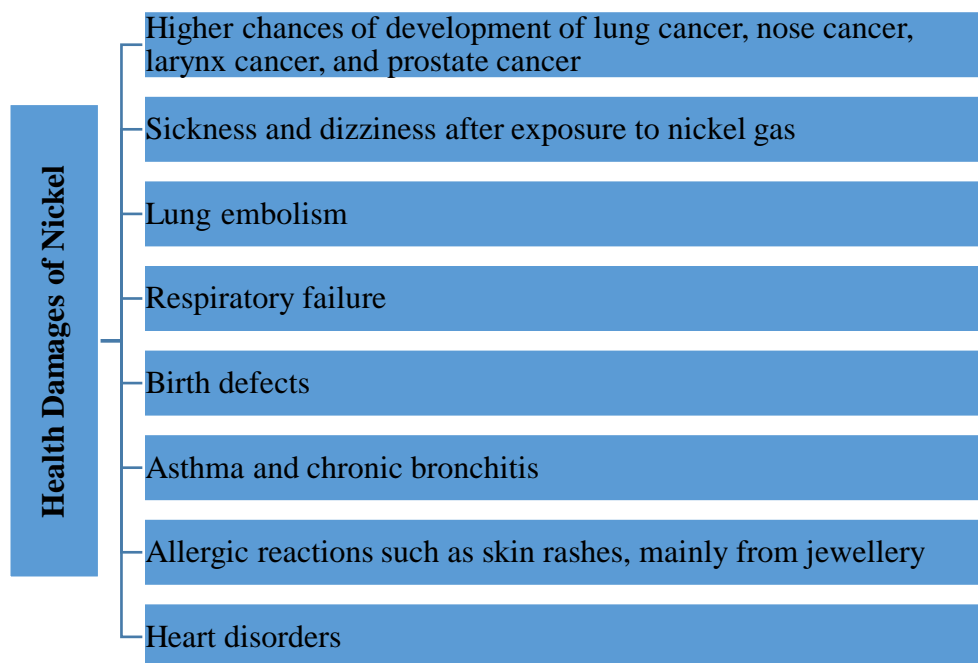 Health Damages of Nickel
Higher chances of development of lung cancer, nose cancer,
larynx cancer, and prostate cancer
Sickness and dizziness after exposure to nickel gas
Lung embolism
Respiratory failure
Birth defects
Asthma and chronic bronchitis
Allergic reactions such as skin rashes, mainly from jewellery
Heart disorders